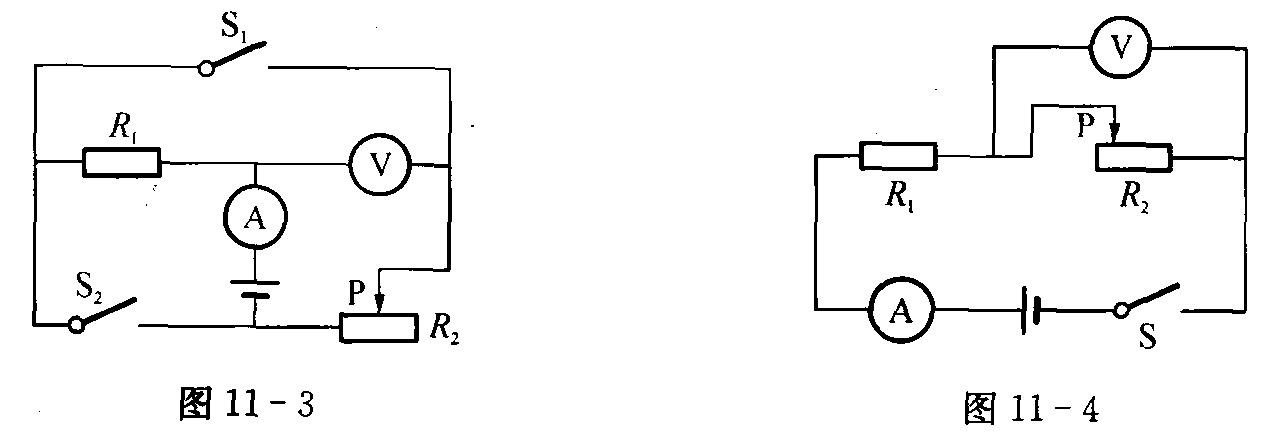 S₁
R₁
V
A
S₂
P
R₂
图 11-3
V
P
R₁
R₂
A
S
图 11-4